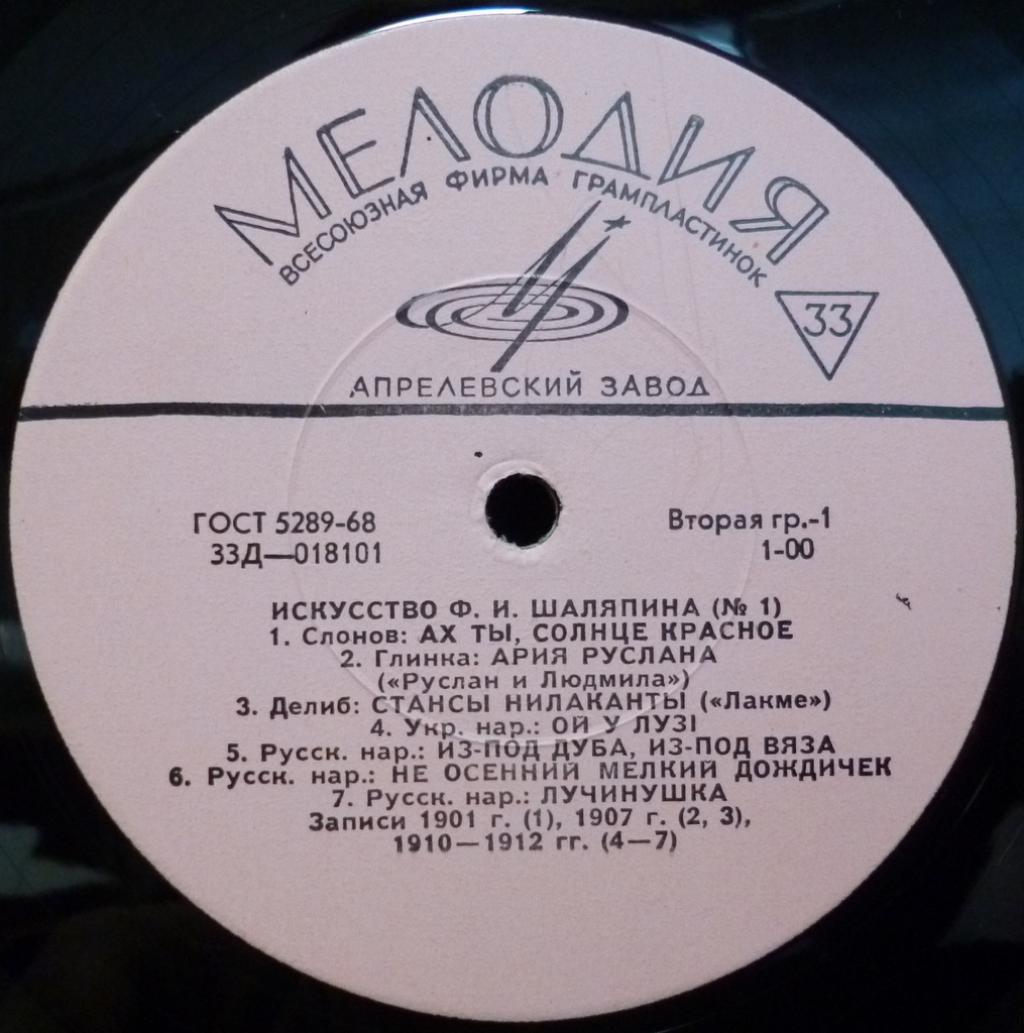 МЕЛОДИЯ
ВСЕСОЮЗНАЯ ФИРМА ГРАМПЛАСТИНОК
33
АПРЕЛЕВСКИЙ ЗАВОД
ГОСТ 5289-68
33Д—018101
Вторая гр.-1
1-00
ИСКУССТВО Ф. И. ШАЛЯПИНА (№ 1)
1. Слонов: АХ ТЫ, СОЛНЦЕ КРАСНОЕ
2. Глинка: АРИЯ РУСЛАНА
(«Руслан и Людмила»)
3. Делиб: СТАНСЫ НИЛАКАНТЫ («Лакме»)
4. Укр. нар.: ОЙ У ЛУЗІ
5. Русск. нар.: ИЗ-ПОД ДУБА, ИЗ-ПОД ВЯЗА
6. Русск. нар.: НЕ ОСЕННИЙ МЕЛКИЙ ДОЖДИЧЕК
7. Русск. нар.: ЛУЧИНУШКА
Записи 1901 г. (1), 1907 г. (2, 3),
1910—1912 гг. (4—7)